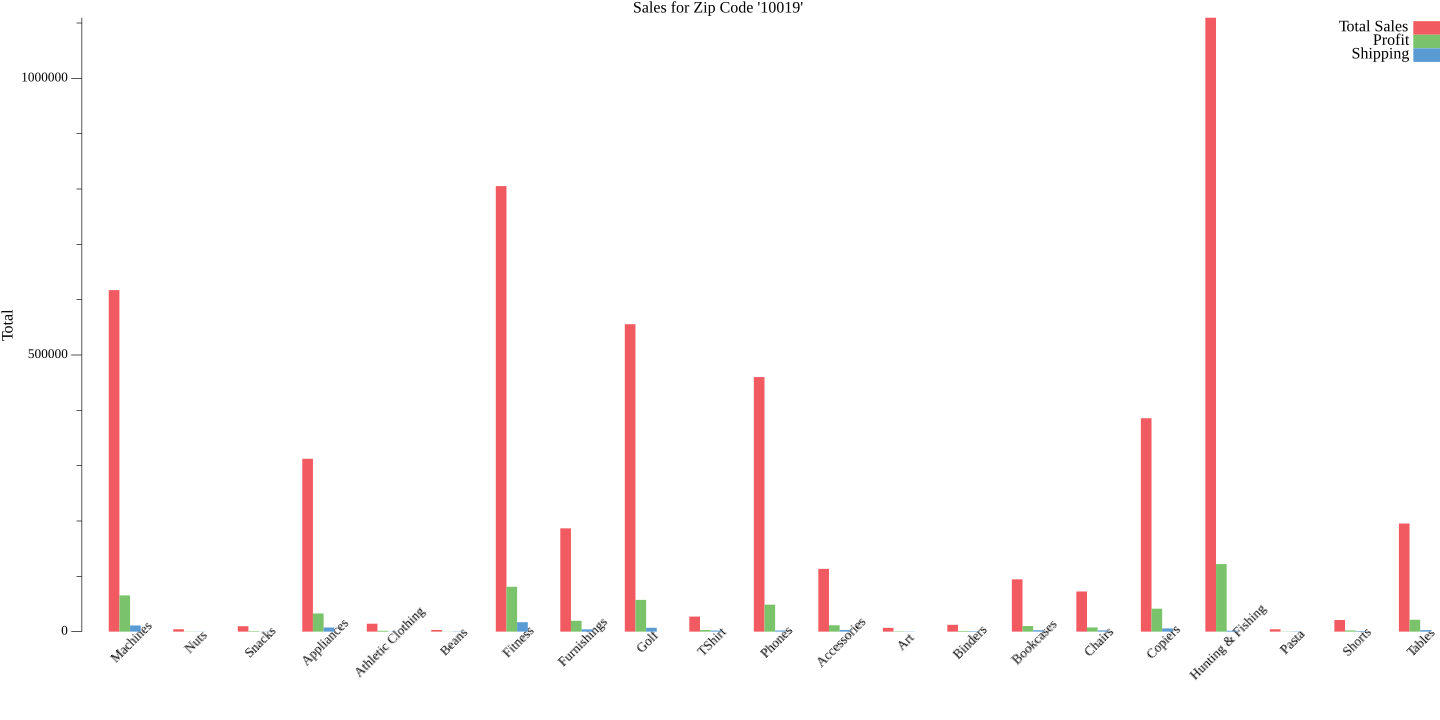 Sales for Zip Code '10019'
Total Sales
Profit
Shipping
1000000
500000
0
Total
Machines
Nuts
Snacks
Appliances
Athletic Clothing
Beans
Fitness
Furnishings
Golf
TShirt
Phones
Accessories
Art
Binders
Bookcases
Chairs
Copiers
Hunting & Fishing
Pasta
Shorts
Tables